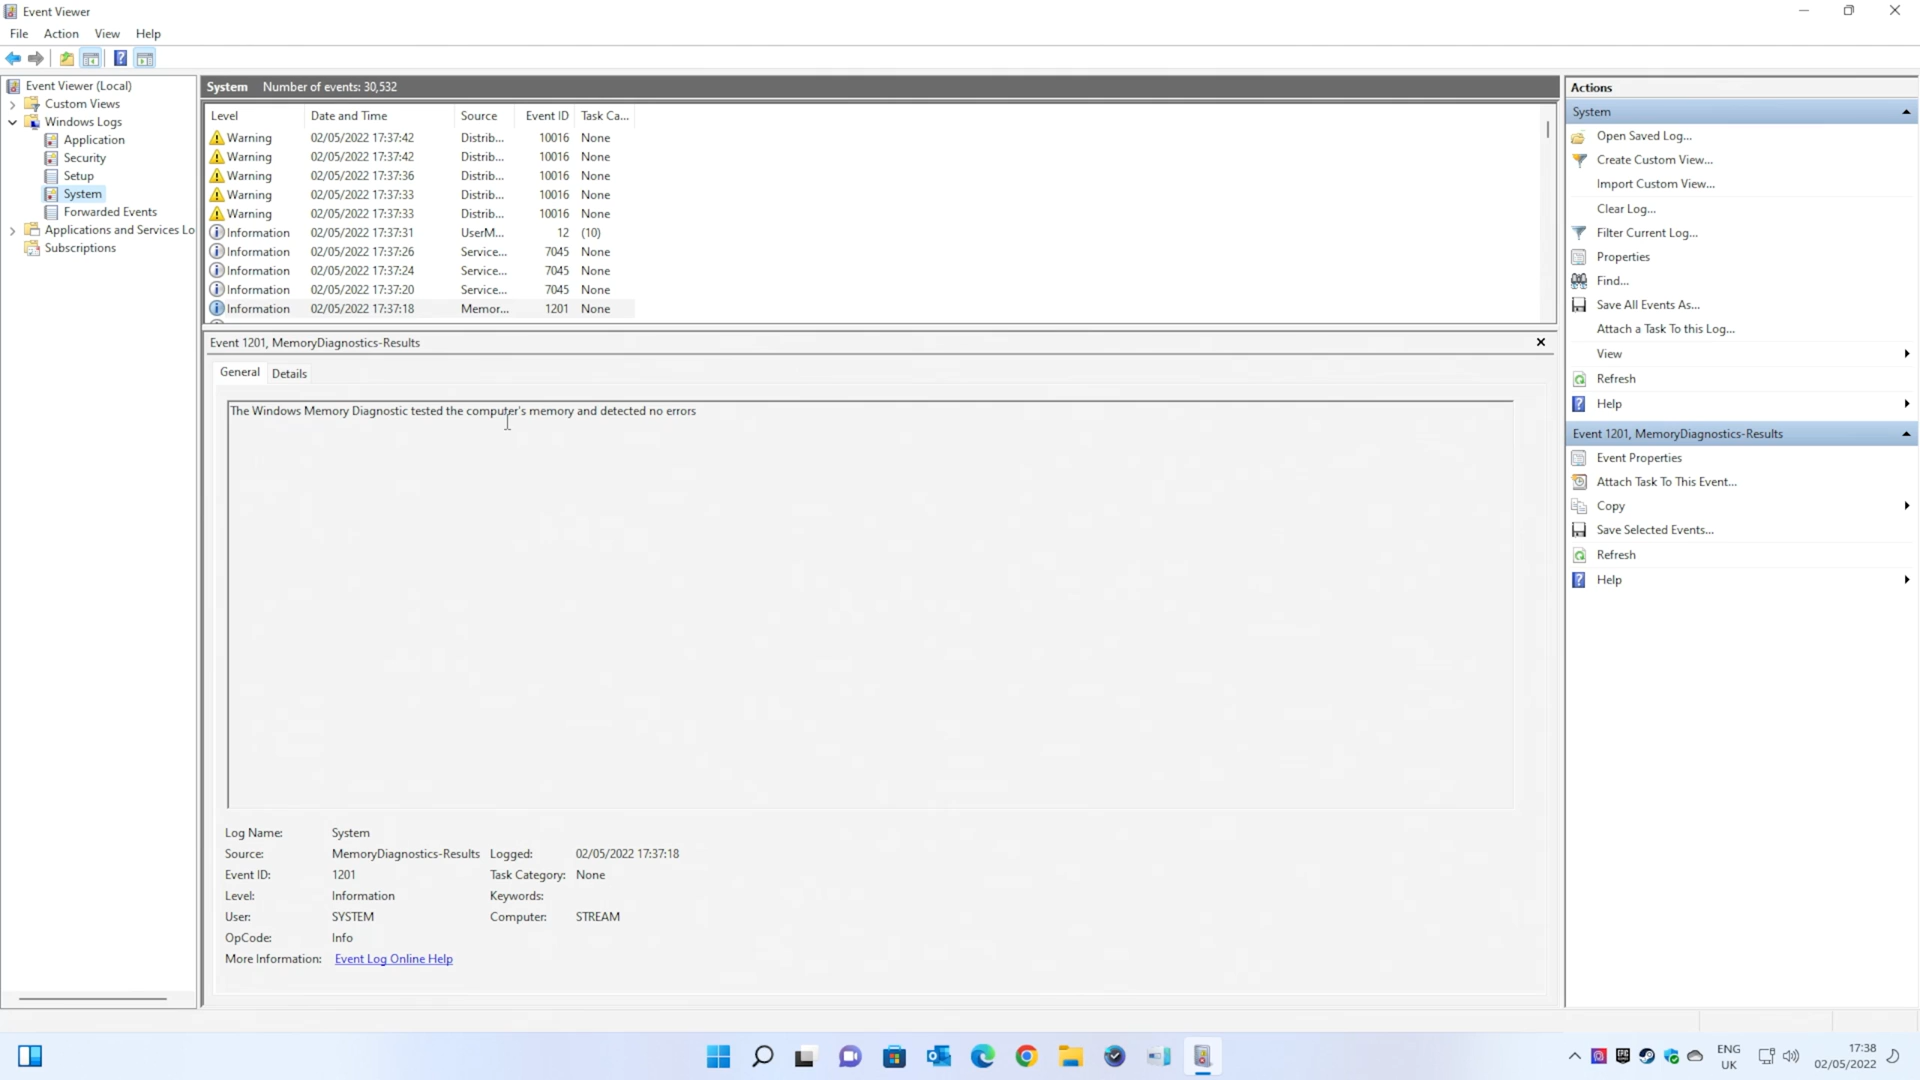 Event Viewer
File Action View Help
Event Viewer (Local)
Custom Views
Windows Logs
Application
Security
Setup
System
Forwarded Events
Applications and Services Lo
Subscriptions
System Number of events: 30,532
Level Date and Time Source Event ID Task Ca...
Warning 02/05/2022 17:37:42 Distrib... 10016 None
Warning 02/05/2022 17:37:42 Distrib... 10016 None
Warning 02/05/2022 17:37:36 Distrib... 10016 None
Warning 02/05/2022 17:37:33 Distrib... 10016 None
Warning 02/05/2022 17:37:33 Distrib... 10016 None
Information 02/05/2022 17:37:31 UserM... 12 (10)
Information 02/05/2022 17:37:26 Service... 7045 None
Information 02/05/2022 17:37:24 Service... 7045 None
Information 02/05/2022 17:37:20 Service... 7045 None
Information 02/05/2022 17:37:18 Memor... 1201 None
Event 1201, MemoryDiagnostics-Results
General Details
The Windows Memory Diagnostic tested the computer's memory and detected no errors
Log Name: System
Source: MemoryDiagnostics-Results Logged: 02/05/2022 17:37:18
Event ID: 1201 Task Category: None
Level: Information Keywords:
User: SYSTEM Computer: STREAM
OpCode: Info
More Information: Event Log Online Help
Actions
System
Open Saved Log...
Create Custom View...
Import Custom View...
Clear Log...
Filter Current Log...
Properties
Find...
Save All Events As...
Attach a Task To this Log...
View
Refresh
Help
Event 1201, MemoryDiagnostics-Results
Event Properties
Attach Task To This Event...
Copy
Save Selected Events...
Refresh
Help
ENG
UK
17:38
02/05/2022